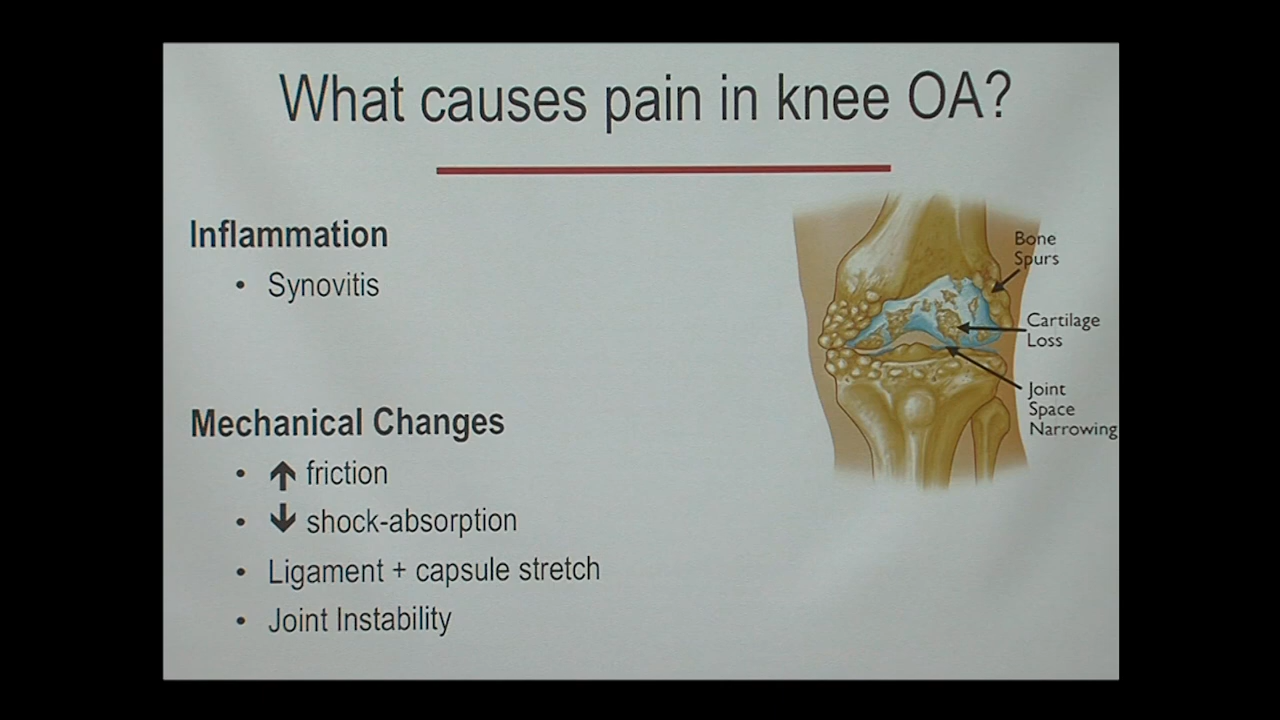 What causes pain in knee OA?
Inflammation
• Synovitis
Mechanical Changes
• ↑ friction
• ↓ shock-absorption
• Ligament + capsule stretch
• Joint Instability
Bone
Spurs
Cartilage
Loss
Joint
Space
Narrowing